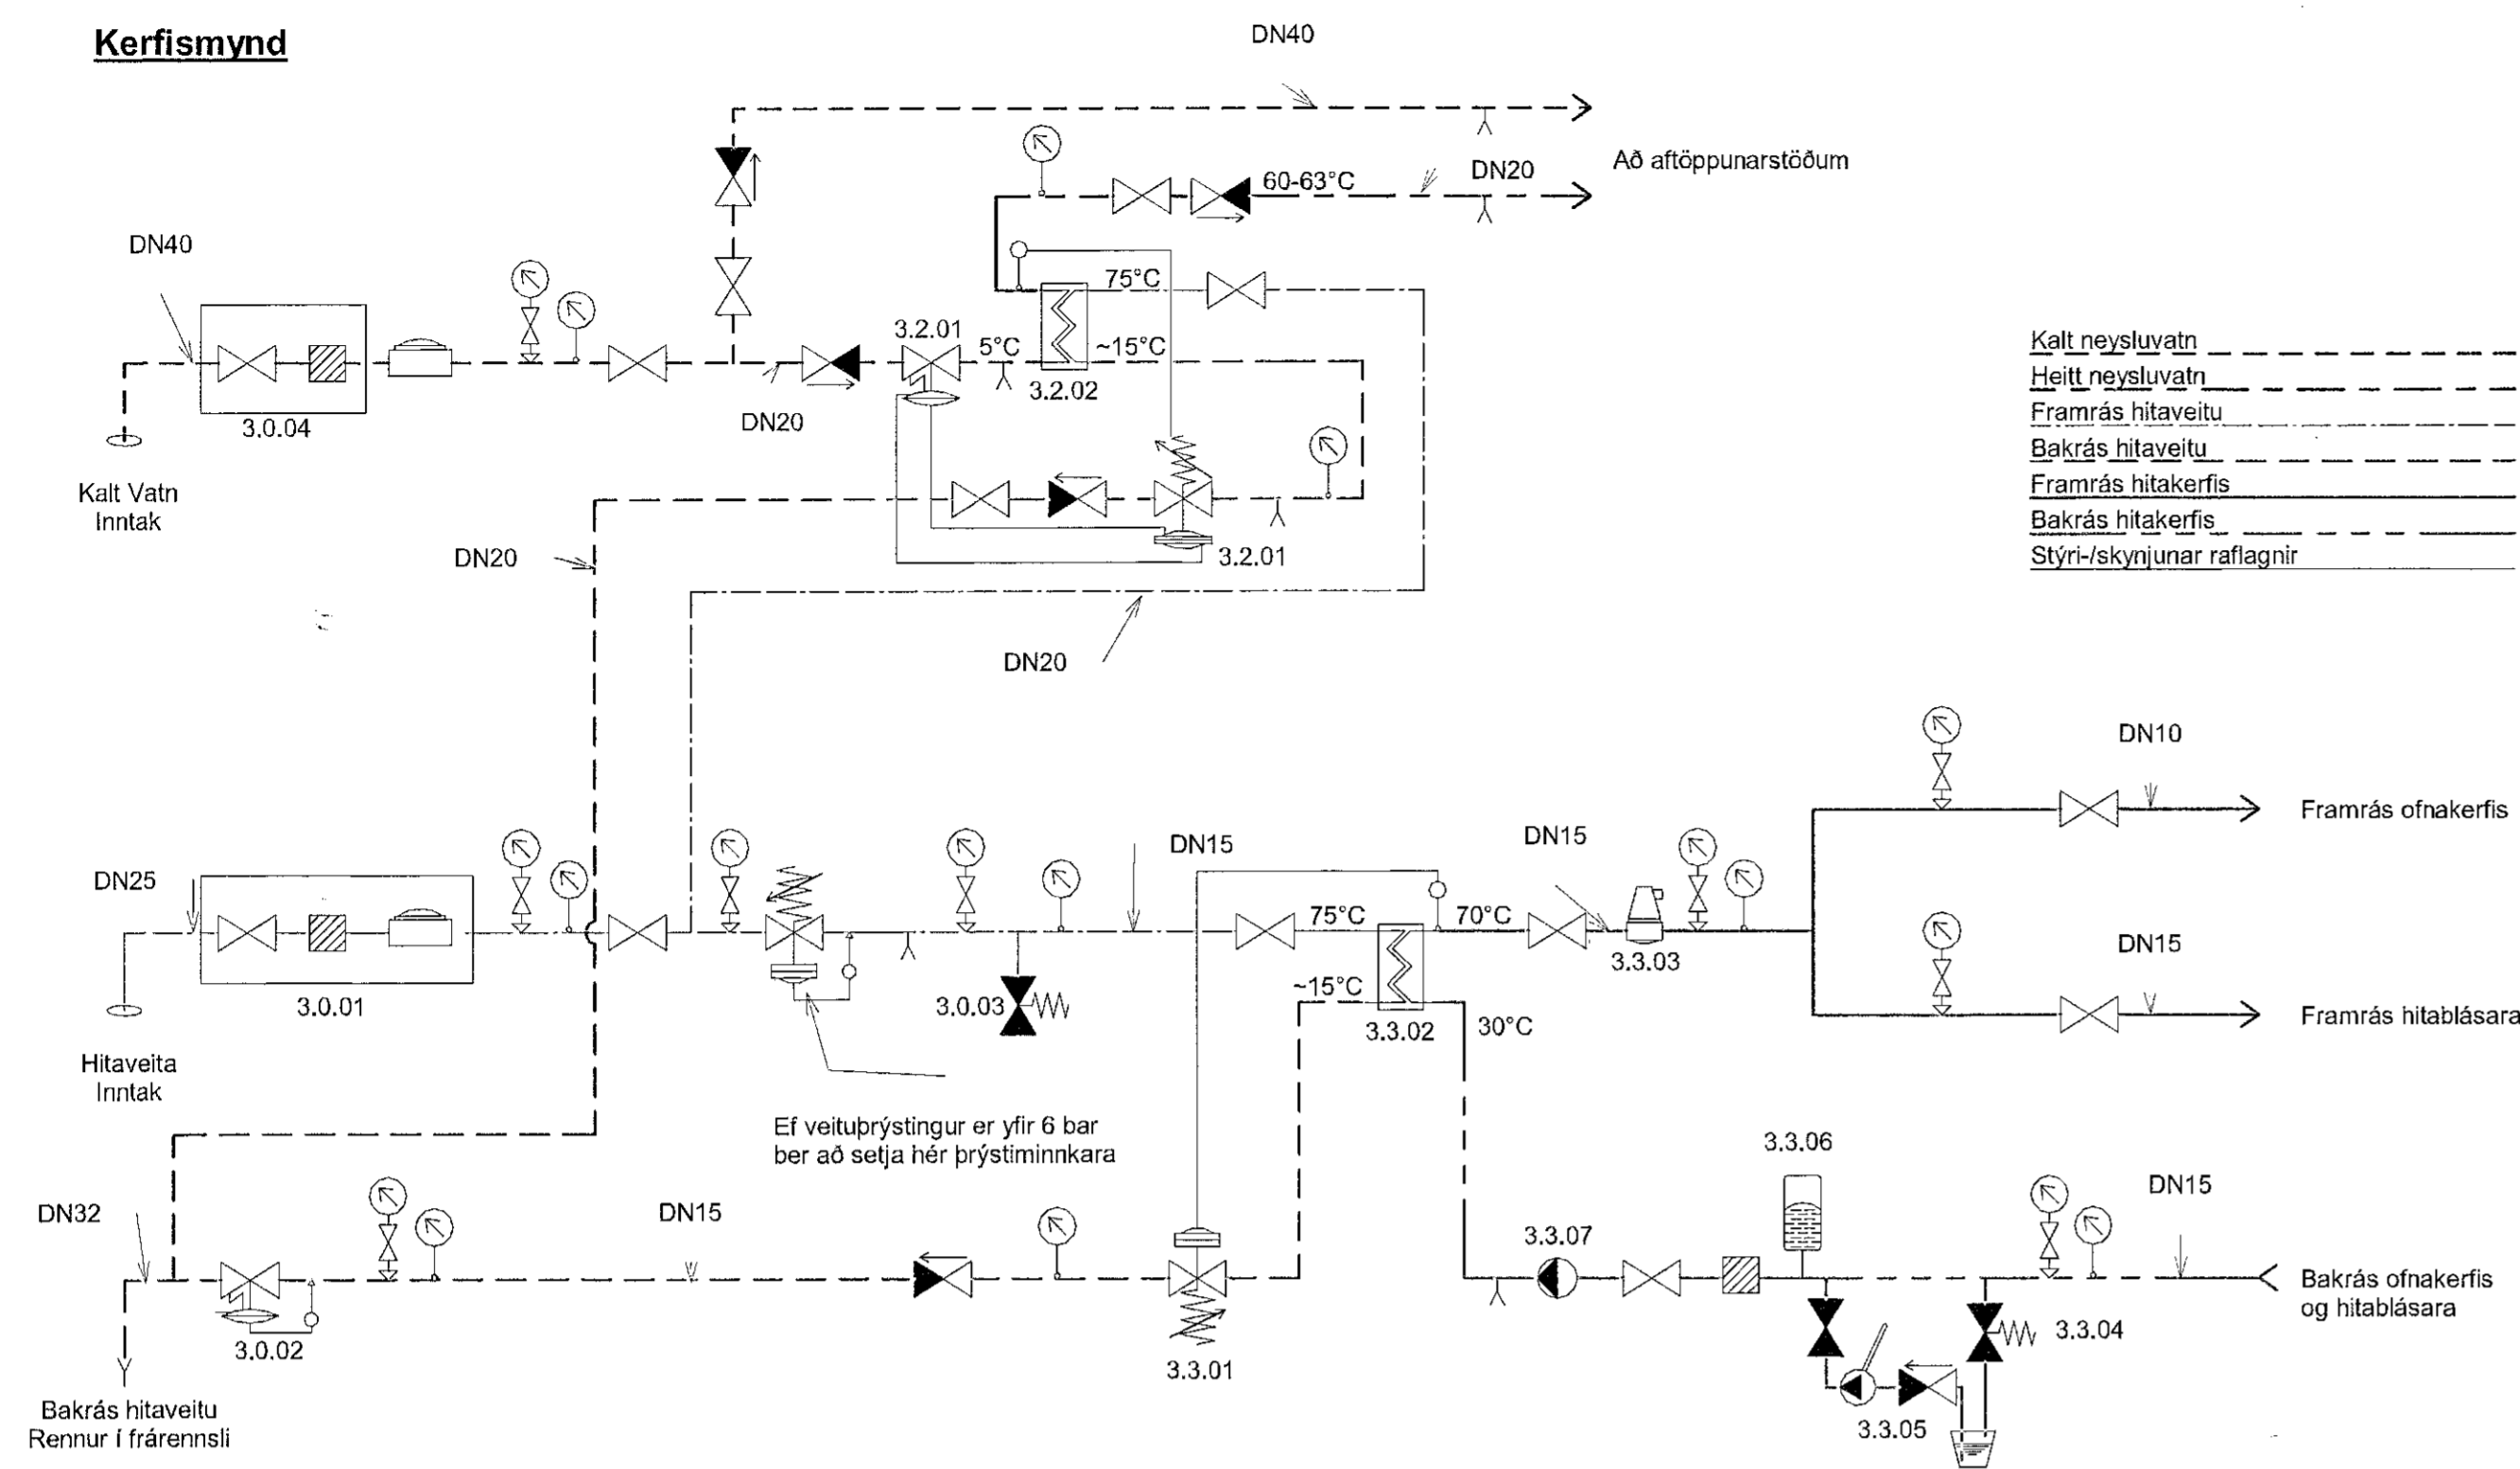 Kerfismynd
DN40
Að aftöppunarstöðum
DN20
60-63°C
DN40
75°C
3.2.01
5°C
~15°C
3.2.02
3.0.04
DN20
Kalt Vatn
Inntak
DN20
3.2.01
DN20
Kalt neysluvatn
Heitt neysluvatn
Framrás hitaveitu
Bakrás hitaveitu
Framrás hitakerfis
Bakrás hitakerfis
Stýri-/skynjunar raflagnir
DN10
Framrás ofnakerfis
DN15
DN15
DN25
75°C
70°C
3.3.03
DN15
3.0.01
3.0.03
~15°C
3.3.02
30°C
Framrás hitablásara
Hitaveita
Inntak
Ef veituþrýstingur er yfir 6 bar
ber að setja hér þrýstiminnkara
3.3.06
DN32
DN15
3.3.07
DN15
Bakrás ofnakerfis
og hitablásara
3.0.02
3.3.01
3.3.04
3.3.05
Bakrás hitaveitu
Rennur í frárennsli